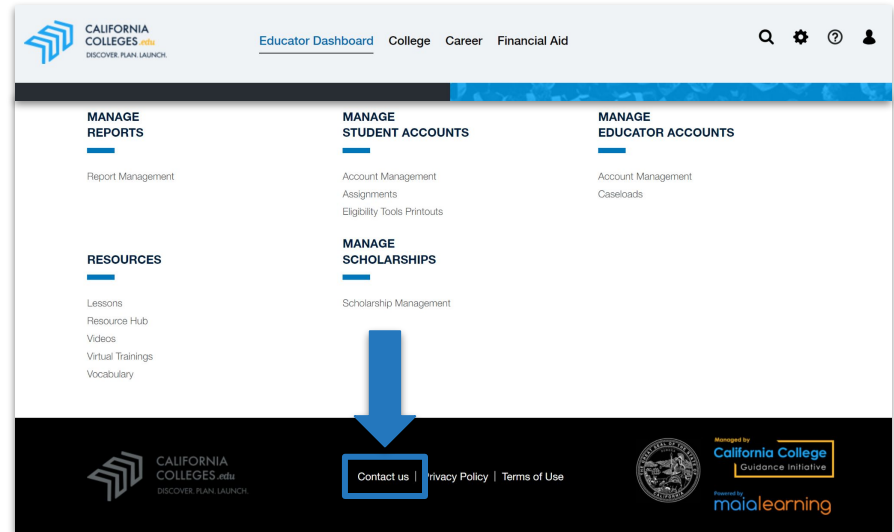 CALIFORNIA
COLLEGES.edu
DISCOVER. PLAN. LAUNCH.
Educator Dashboard College Career Financial Aid
MANAGE
REPORTS
Report Management
MANAGE
STUDENT ACCOUNTS
Account Management
Assignments
Eligibility Tools Printouts
MANAGE
EDUCATOR ACCOUNTS
Account Management
Caseloads
RESOURCES
Lessons
Resource Hub
Videos
Virtual Trainings
Vocabulary
MANAGE
SCHOLARSHIPS
Scholarship Management
CALIFORNIA
COLLEGES.edu
DISCOVER. PLAN. LAUNCH.
Contact us | rivacy Policy | Terms of Use
Managed by
California College
Guidance Initiative
Powered by
maialearning